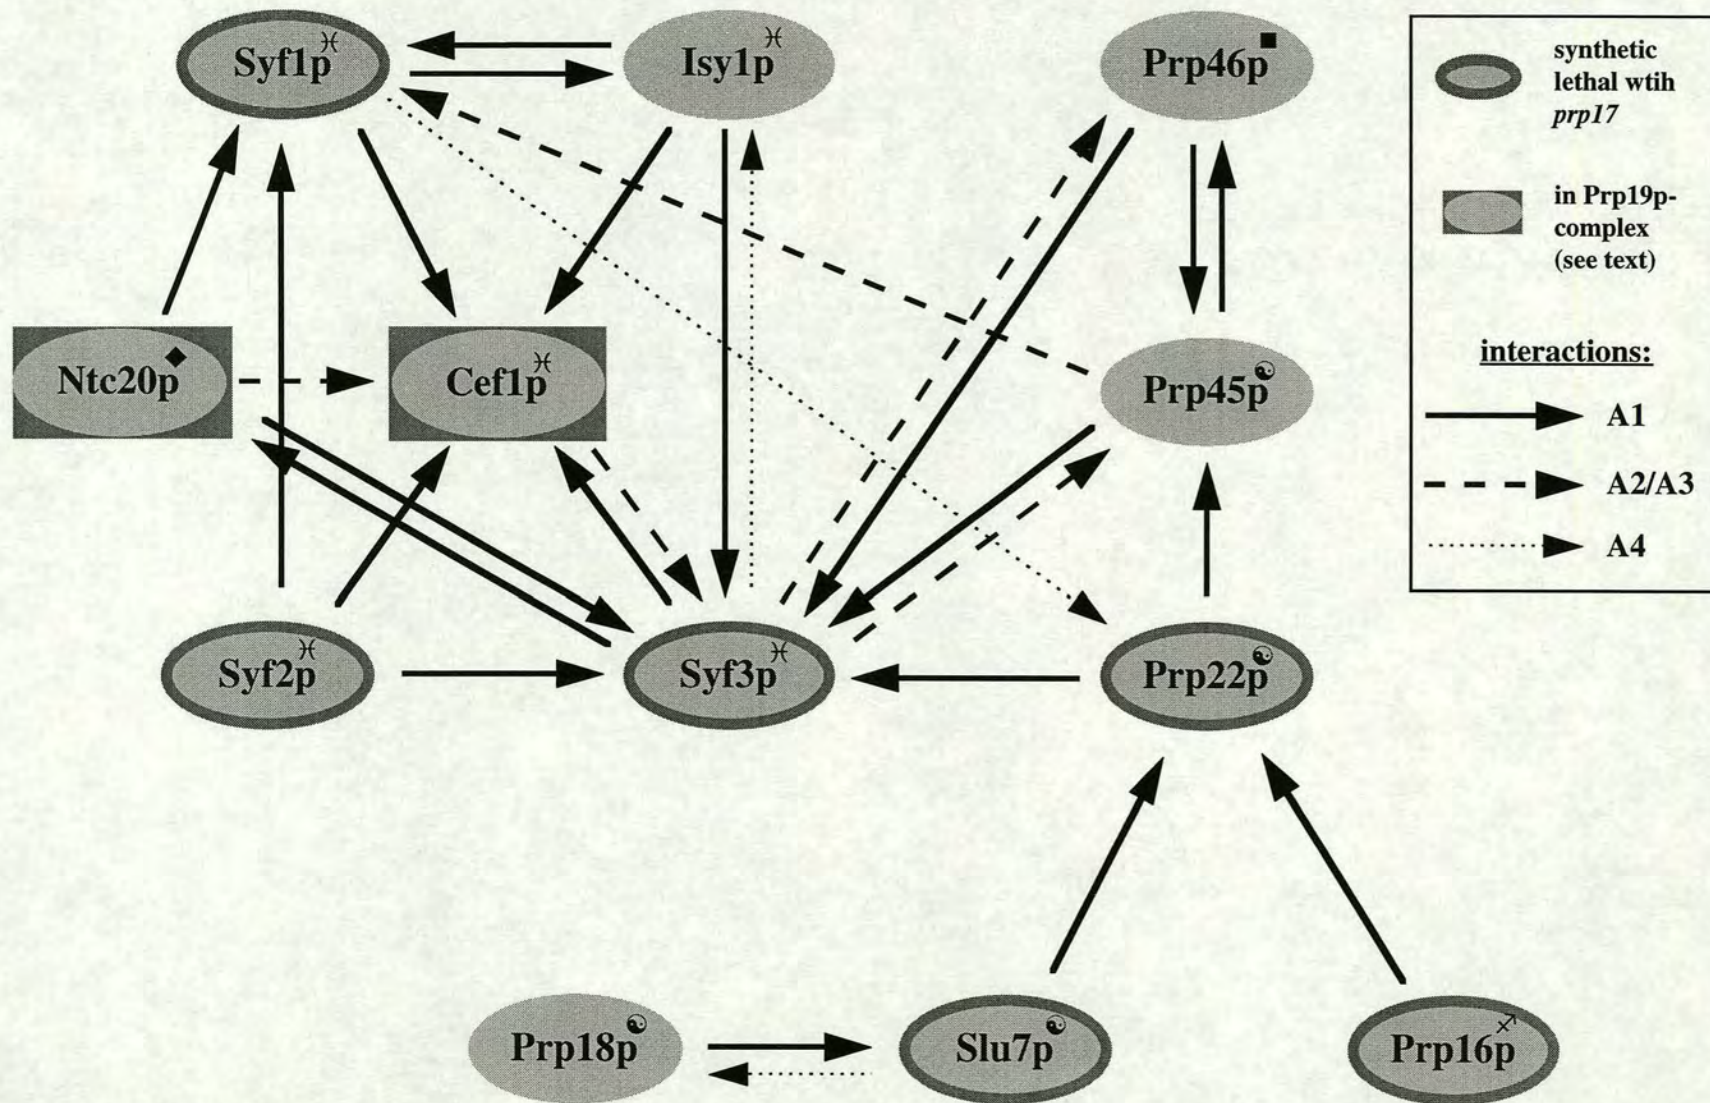 Syf1p♓
Isy1p♓
Prp46p■
Ntc20p◆
Cef1p♓
Prp45p☯
Syf2p♓
Syf3p♓
Prp22p☯
Prp18p☯
Slu7p☯
Prp16p♐
synthetic
lethal wtih
prp17
in Prp19p-
complex
(see text)
interactions:
A1
A2/A3
A4